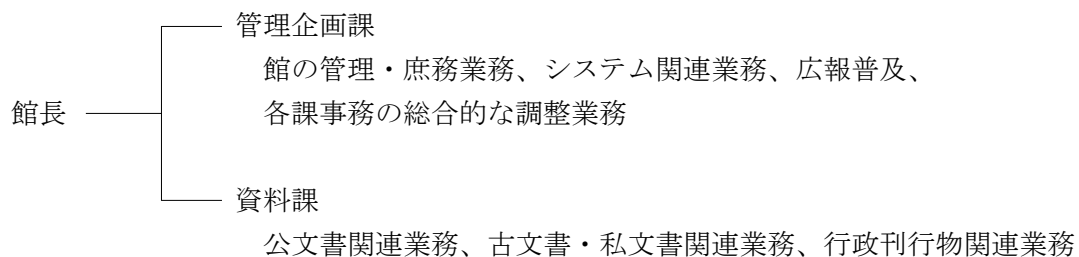 管理企画課
館の管理・庶務業務、システム関連業務、広報普及、
館長
各課事務の総合的な調整業務
資料課
公文書関連業務、古文書・私文書関連業務、行政刊行物関連業務